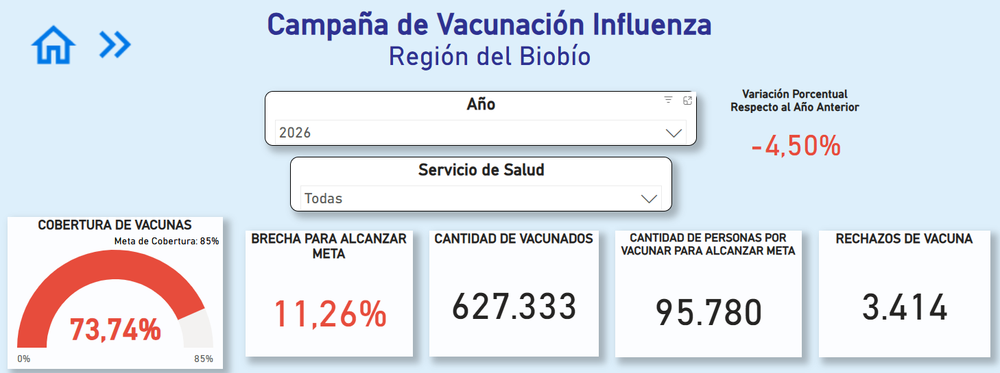 Campaña de Vacunación Influenza
Región del Biobío
Año
2026
Variación Porcentual
Respecto al Año Anterior
-4,50%
Servicio de Salud
Todas
COBERTURA DE VACUNAS
Meta de Cobertura: 85%
73,74%
0%
85%
BRECHA PARA ALCANZAR
META
11,26%
CANTIDAD DE VACUNADOS
627.333
CANTIDAD DE PERSONAS POR
VACUNAR PARA ALCANZAR META
95.780
RECHAZOS DE VACUNA
3.414